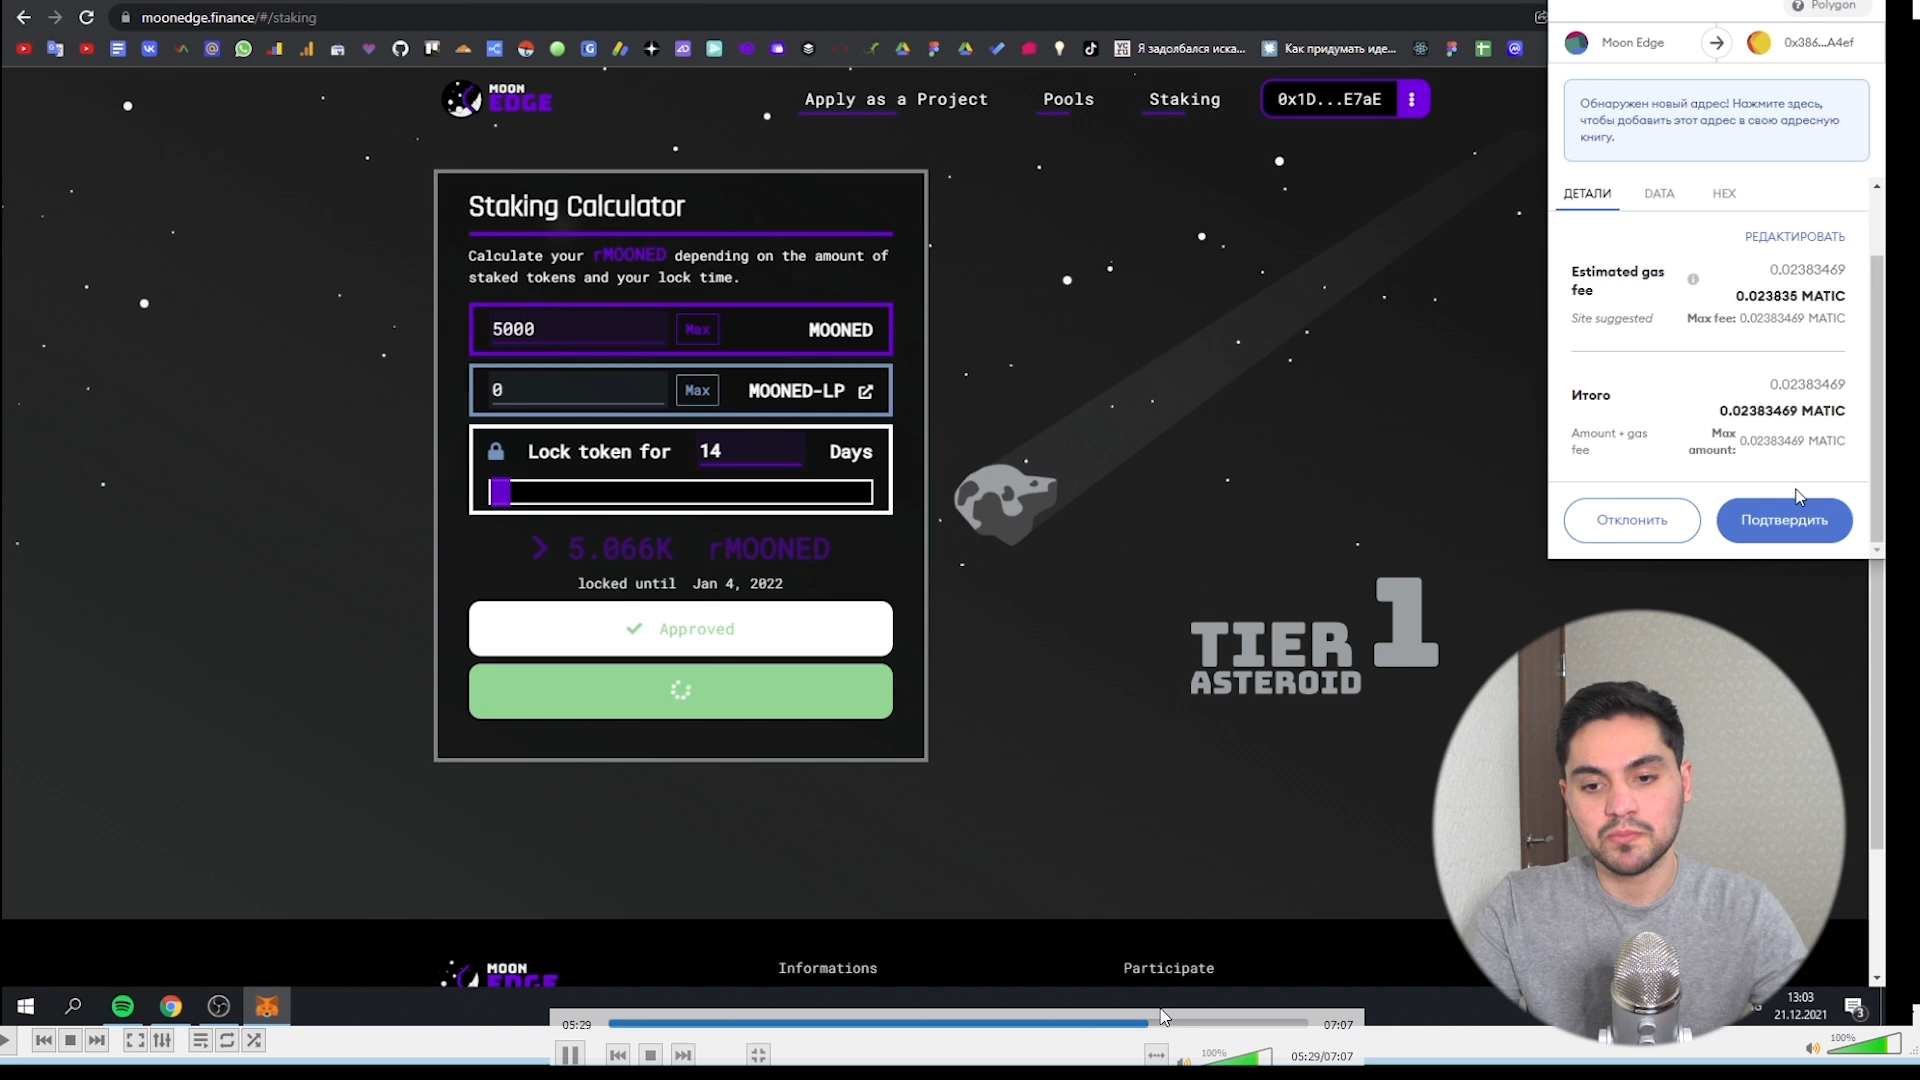 moonedge.finance/#/staking
Я задолбался иска...
Как придумать иде...
Polygon
Moon Edge
0x386...A4ef
MOON
EDGE
Apply as a Project
Pools
Staking
0x1D...E7aE
Обнаружен новый адрес! Нажмите здесь,
чтобы добавить этот адрес в свою адресную
книгу.
ДЕТАЛИ
DATA
HEX
РЕДАКТИРОВАТЬ
Estimated gas
fee
0.02383469
0.023835 MATIC
Site suggested
Max fee: 0.02383469 MATIC
0.02383469
Итого
0.02383469 MATIC
Amount + gas
fee
Max
amount:
0.02383469 MATIC
Отклонить
Подтвердить
Staking Calculator
Calculate your rMOONED depending on the amount of
staked tokens and your lock time.
5000
Max
MOONED
0
Max
MOONED-LP
Lock token for
14
Days
> 5.066K rMOONED
locked until Jan 4, 2022
Approved
TIER 1
ASTEROID
MOON
EDGE
Informations
Participate
13:03
21.12.2021
3
05:29
07:07
100%
05:29/07:07
100%